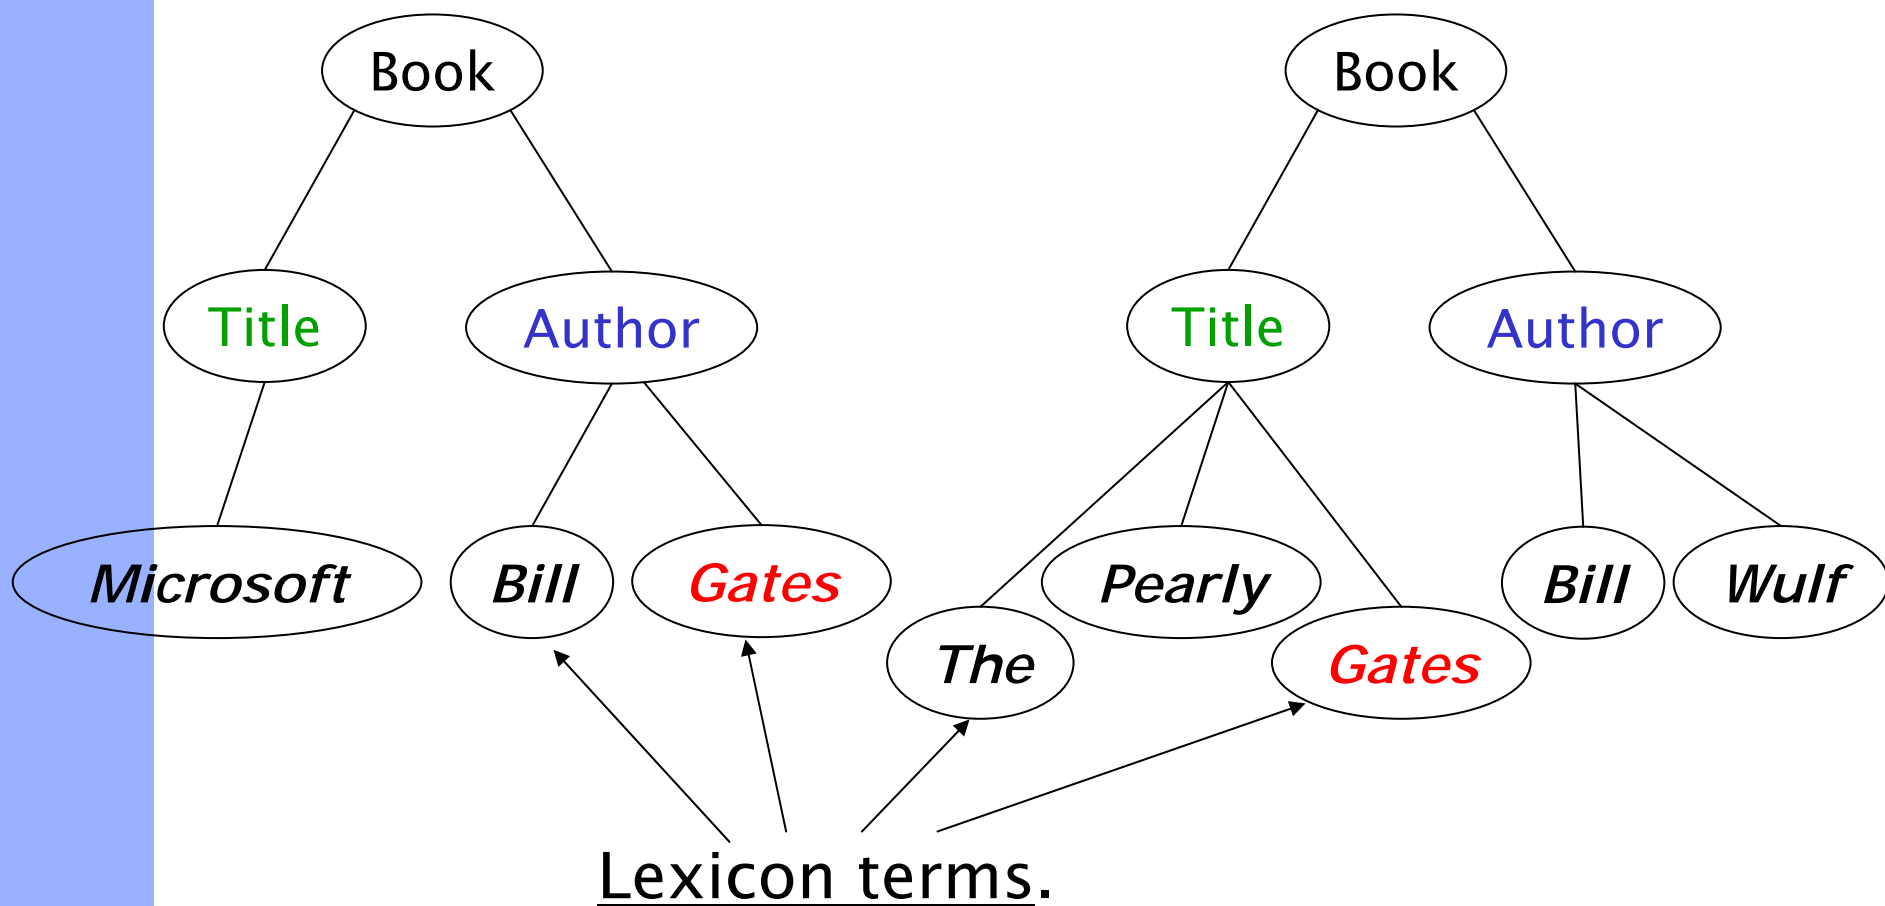 Book Book
Title Author Title Author
Microsoft Bill Gates Pearly Bill Wulf
The Gates
Lexicon terms.